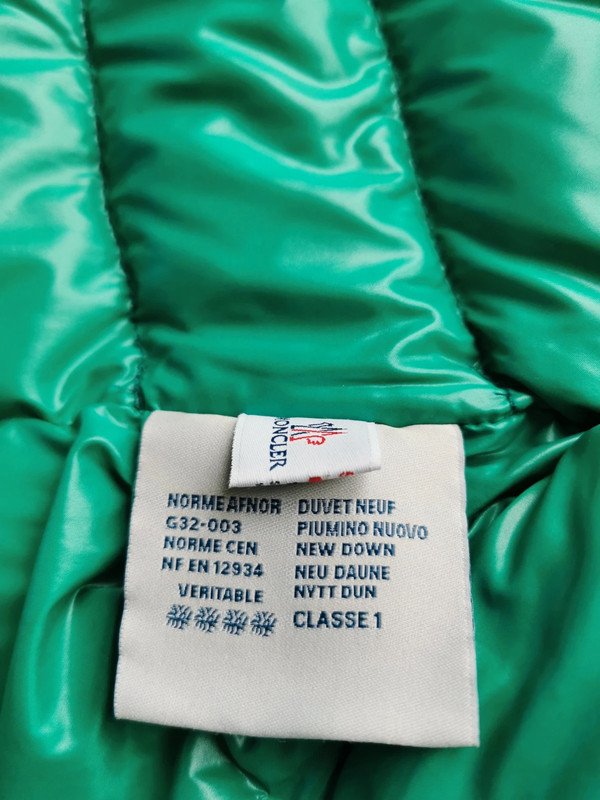 MONCLER
NORME AFNOR DUVET NEUF
G32-003 PIUMINO NUOVO
NORME CEN NEW DOWN
NF EN 12934 NEU DAUNE
VERITABLE NYTT DUN
CLASSE 1